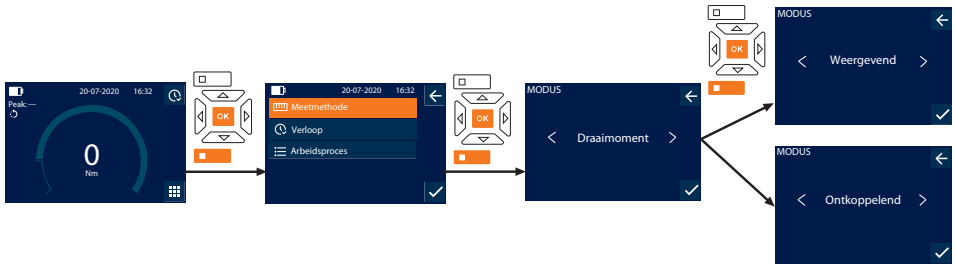 20-07-2020 16:32
Peak: ---
0
Nm
OK
20-07-2020 16:32
Meetmethode
Verloop
Arbeidsproces
OK
MODUS
Draaimoment
OK
MODUS
Weergevend
MODUS
Ontkoppelend